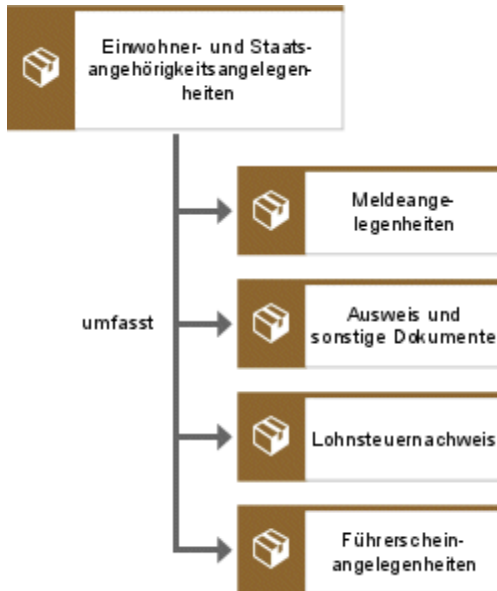 Einwohner- und Staats-
angehörigkeitsangelegen-
heiten
Meldeange-
legenheiten
umfasst
Ausweis und
sonstige Dokumente
Lohnsteuernachweis
Führerschein-
angelegenheiten